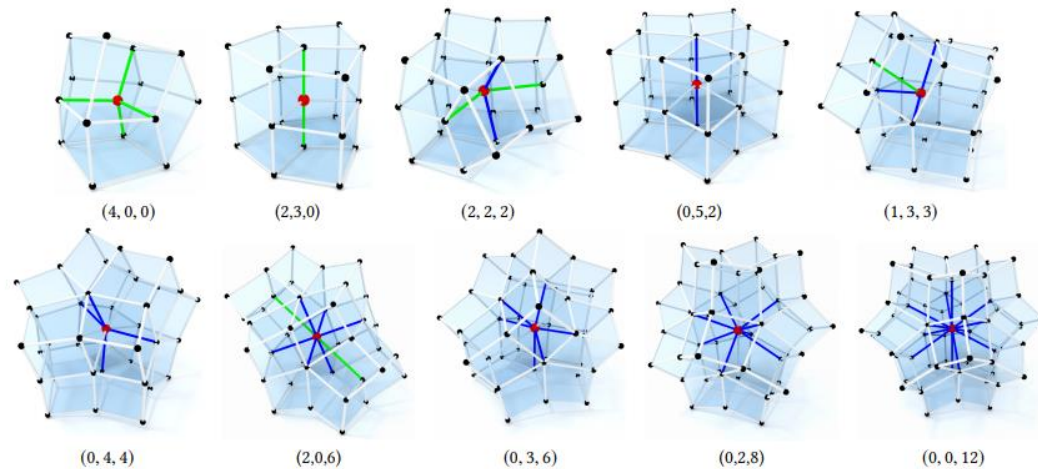 (4, 0, 0) (2,3,0) (2, 2, 2) (0,5,2) (1, 3, 3)
(0, 4, 4) (2,0,6) (0, 3, 6) (0,2,8) (0, 0, 12)